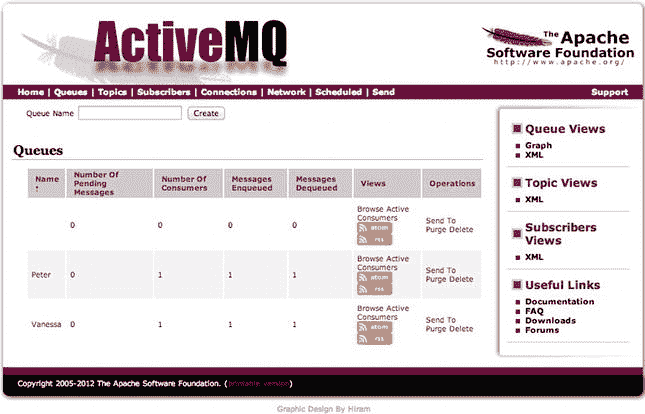 ActiveMQ
The Apache
Software Foundation
http://www.apache.org/
Home | Queues | Topics | Subscribers | Connections | Network | Scheduled | Send
Support
Queue Name
Create
Queues
Name ↑
Number Of
Pending
Messages
Number Of
Consumers
Messages
Enqueued
Messages
Dequeued
Views
Operations
0 0 0 0
Browse Active
Consumers
atom
rss
Send To
Purge Delete
Peter 0 1 1 1
Browse Active
Consumers
atom
rss
Send To
Purge Delete
Vanessa 0 1 1 1
Browse Active
Consumers
atom
rss
Send To
Purge Delete
Queue Views
Graph
XML
Topic Views
XML
Subscribers
Views
XML
Useful Links
Documentation
FAQ
Downloads
Forums
Copyright 2005-2012 The Apache Software Foundation. (printable version)
Graphic Design By Hiram